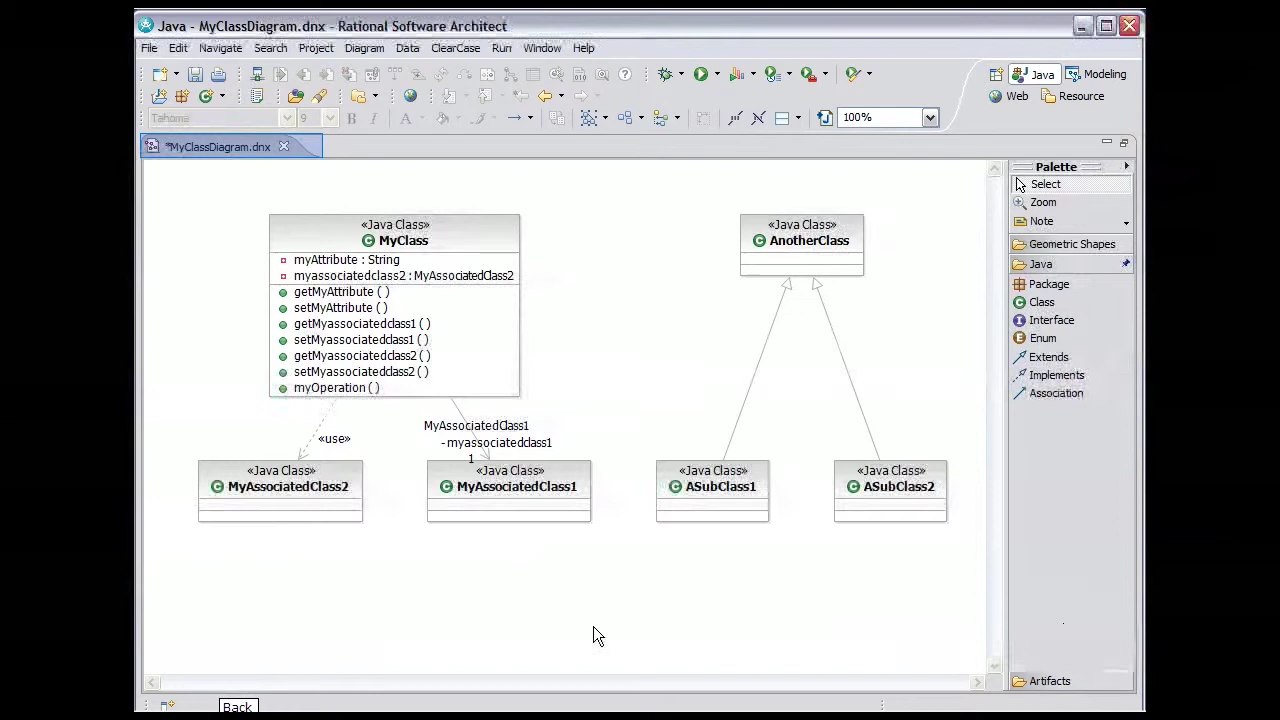 Java - MyClassDiagram.dnx - Rational Software Architect
File Edit Navigate Search Project Diagram Data ClearCase Run Window Help
Java
Modeling
Web
Resource
Tahoma
9
B I A
100%
*MyClassDiagram.dnx
Palette
Select
Zoom
Note
Geometric Shapes
Java
Package
Class
Interface
Enum
Extends
Implements
Association
Artifacts
«Java Class»
MyClass
myAttribute : String
myassociatedclass2 : MyAssociatedClass2
getMyAttribute ( )
setMyAttribute ( )
getMyassociatedclass1 ( )
setMyassociatedclass1 ( )
getMyassociatedclass2 ( )
setMyassociatedclass2 ( )
myOperation ( )
«Java Class»
AnotherClass
«use»
MyAssociatedClass1
- myassociatedclass1
1
«Java Class»
MyAssociatedClass2
«Java Class»
MyAssociatedClass1
«Java Class»
ASubClass1
«Java Class»
ASubClass2
Back